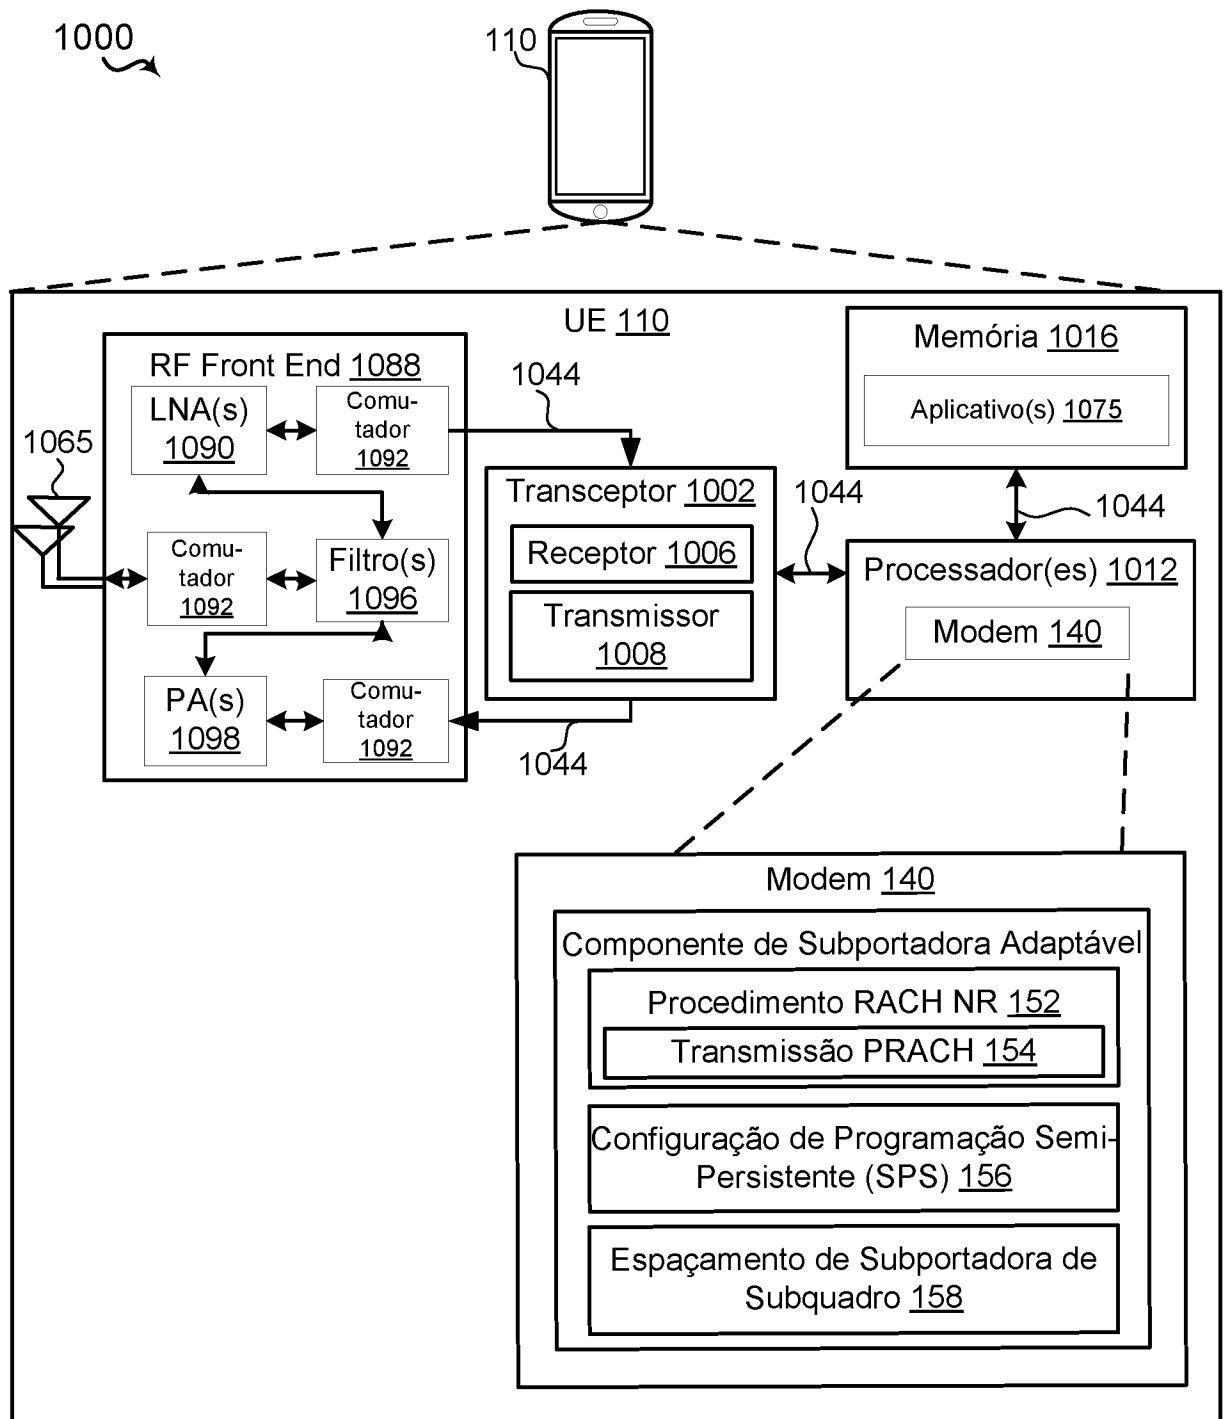 1000
110
UE 110
RF Front End 1088
LNA(s)
1090
Comu-
tador
1092
1044
1065
Comu-
tador
1092
Filtro(s)
1096
PA(s)
1098
Comu-
tador
1092
1044
Transceptor 1002
Receptor 1006
Transmissor
1008
1044
Memória 1016
Aplicativo(s) 1075
1044
Processador(es) 1012
Modem 140
Modem 140
Componente de Subportadora Adaptável
Procedimento RACH NR 152
Transmissão PRACH 154
Configuração de Programação Semi-
Persistente (SPS) 156
Espaçamento de Subportadora de
Subquadro 158